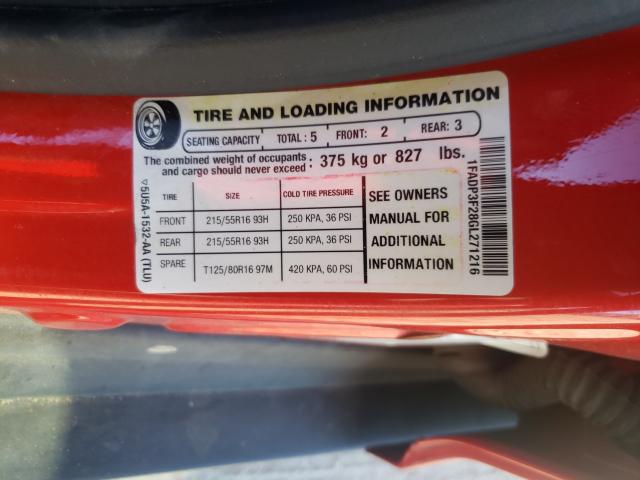 TIRE AND LOADING INFORMATION
SEATING CAPACITY TOTAL : 5 FRONT: 2 REAR: 3
The combined weight of occupants and cargo should never exceed : 375 kg or 827 lbs.
TIRE SIZE COLD TIRE PRESSURE
FRONT 215/55R16 93H 250 KPA, 36 PSI
REAR 215/55R16 93H 250 KPA, 36 PSI
SPARE T125/80R16 97M 420 KPA, 60 PSI
SEE OWNERS
MANUAL FOR
ADDITIONAL
INFORMATION
▽5U5A-1532-AA (TLU)
1FADP3F28GL271216